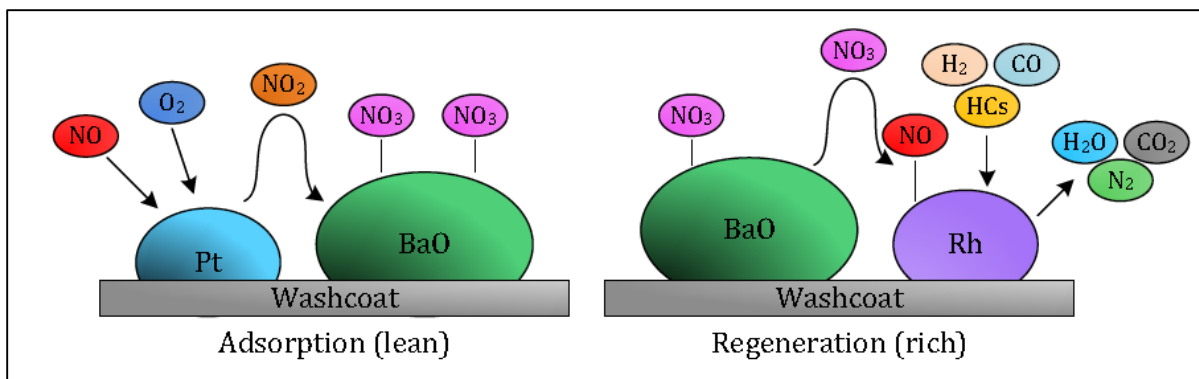 NO
O₂
NO₂
NO₃ NO₃
Pt
BaO
Washcoat
Adsorption (lean)
NO₃
NO₃
H₂ CO
HCs
NO
H₂O CO₂
N₂
BaO
Rh
Washcoat
Regeneration (rich)